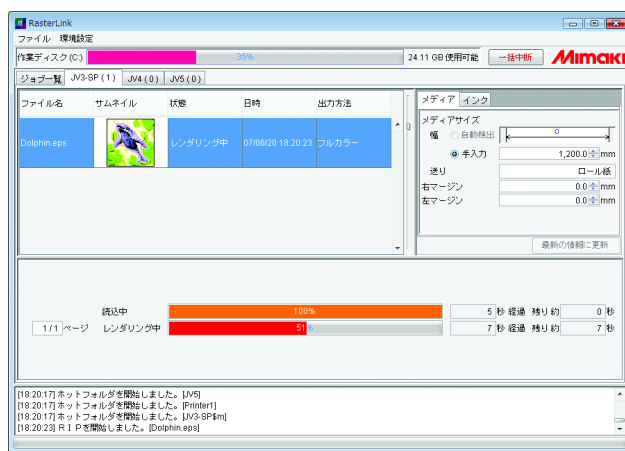 RasterLink
ファイル 環境設定
作業ディスク(C:) 35% 24.11 GB 使用可能 一括中断 Mimaki
ジョブ一覧 JV3-SP (1) JV4 (0) JV5 (0)
ファイル名 サムネイル 状態 日時 出力方法
Dolphin.eps レンダリング中 07/06/20 18:20:23 フルカラー
メディア インク
メディアサイズ
幅 自動検出 0
手入力 1,200.0 mm
送り ロール紙
右マージン 0.0 mm
左マージン 0.0 mm
最新の情報に更新
読込中 100% 5 秒 経過 残り 約 0 秒
1 / 1 ページ レンダリング中 51% 7 秒 経過 残り 約 7 秒
[18:20:17] ホットフォルダを開始しました。[JV5]
[18:20:17] ホットフォルダを開始しました。[Printer1]
[18:20:17] ホットフォルダを開始しました。[JV3-SP$m]
[18:20:23] ＲＩＰを開始しました。[Dolphin.eps]